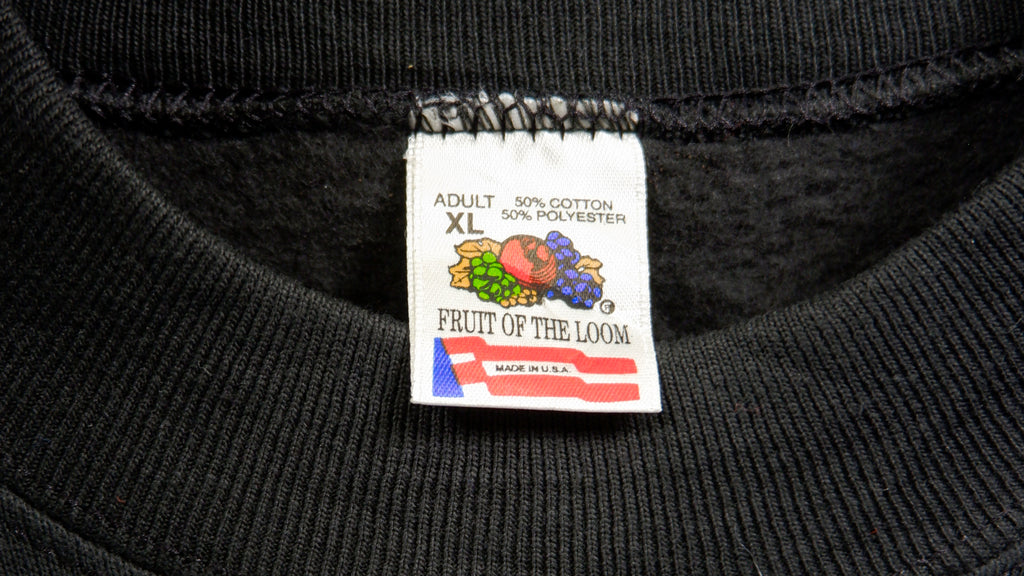 ADULT 50% COTTON
XL 50% POLYESTER
FRUIT OF THE LOOM
MADE IN U.S.A.